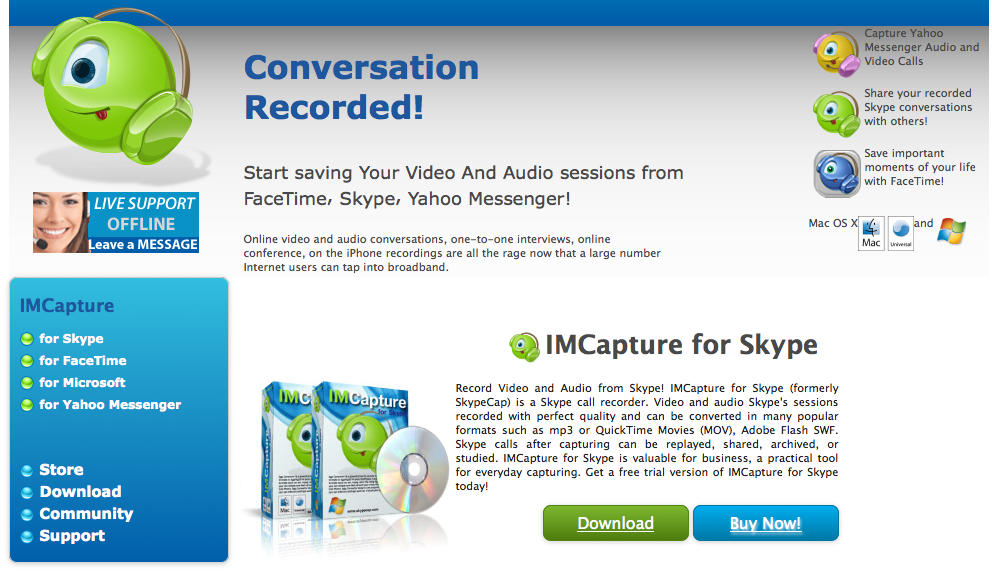 Conversation
Recorded!
Start saving Your Video And Audio sessions from
FaceTime, Skype, Yahoo Messenger!
Online video and audio conversations, one-to-one interviews, online
conference, on the iPhone recordings are all the rage now that a large number
Internet users can tap into broadband.
Capture Yahoo
Messenger Audio and
Video Calls
Share your recorded
Skype conversations
with others!
Save important
moments of your life
with FaceTime!
Mac OS X Mac Universal and
LIVE SUPPORT
OFFLINE
Leave a MESSAGE
IMCapture
for Skype
for FaceTime
for Microsoft
for Yahoo Messenger
Store
Download
Community
Support
IMCapture
for Skype
Mac
IMCapture for Skype
Record Video and Audio from Skype! IMCapture for Skype (formerly
SkypeCap) is a Skype call recorder. Video and audio Skype's sessions
recorded with perfect quality and can be converted in many popular
formats such as mp3 or QuickTime Movies (MOV), Adobe Flash SWF.
Skype calls after capturing can be replayed, shared, archived, or
studied. IMCapture for Skype is valuable for business, a practical tool
for everyday capturing. Get a free trial version of IMCapture for Skype
today!
Download
Buy Now!